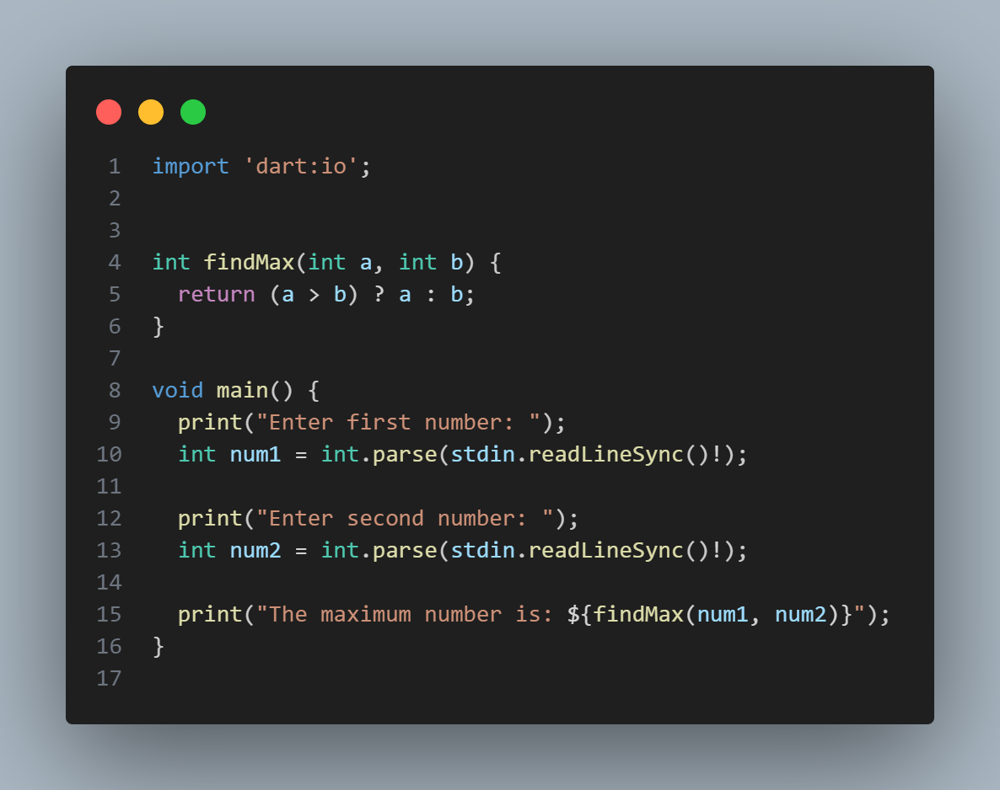 1 import 'dart:io';
2
3
4 int findMax(int a, int b) {
5   return (a > b) ? a : b;
6 }
7
8 void main() {
9   print("Enter first number: ");
10   int num1 = int.parse(stdin.readLineSync()!);
11
12   print("Enter second number: ");
13   int num2 = int.parse(stdin.readLineSync()!);
14
15   print("The maximum number is: ${findMax(num1, num2)}");
16 }
17